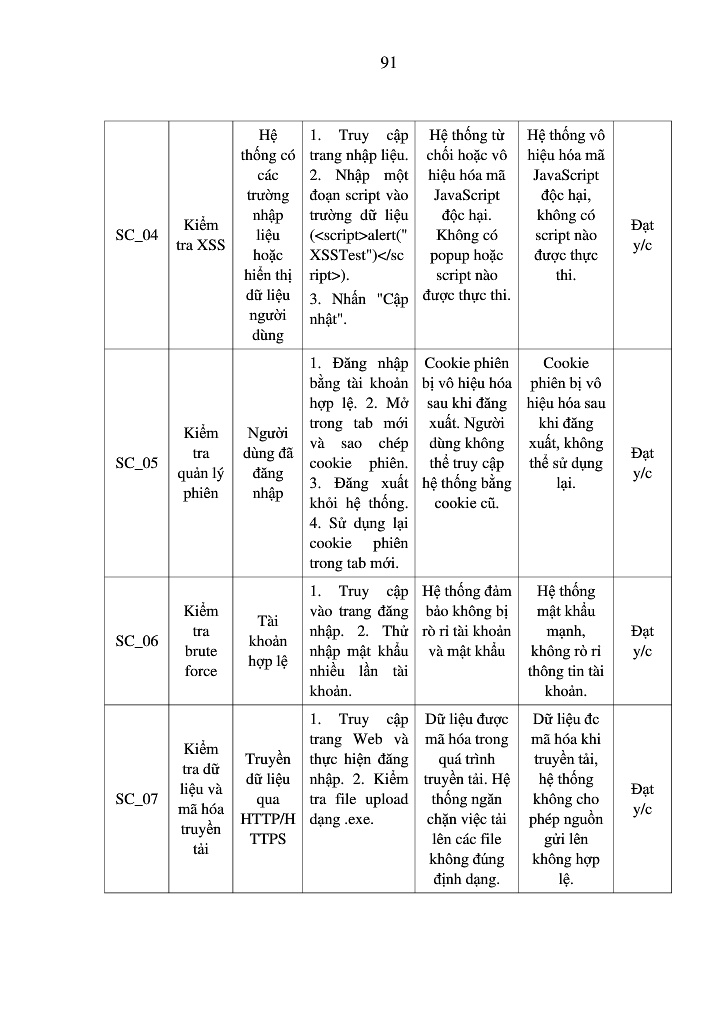 91
SC_04
Kiểm
tra XSS
Hệ
thống có
các
trường
nhập
liệu
hoặc
hiển thị
dữ liệu
người
dùng
1. Truy cập
trang nhập liệu.
2. Nhập một
đoạn script vào
trường dữ liệu
(<script>alert("
XSSTest")</sc
ript>).
3. Nhấn "Cập
nhật".
Hệ thống từ
chối hoặc vô
hiệu hóa mã
JavaScript
độc hại.
Không có
popup hoặc
script nào
được thực thi.
Hệ thống vô
hiệu hóa mã
JavaScript
độc hại,
không có
script nào
được thực
thi.
Đạt
y/c
SC_05
Kiểm
tra
quản lý
phiên
Người
dùng đã
đăng
nhập
1. Đăng nhập
bằng tài khoản
hợp lệ. 2. Mở
trong tab mới
và sao chép
cookie phiên.
3. Đăng xuất
khỏi hệ thống.
4. Sử dụng lại
cookie phiên
trong tab mới.
Cookie phiên
bị vô hiệu hóa
sau khi đăng
xuất. Người
dùng không
thể truy cập
hệ thống bằng
cookie cũ.
Cookie
phiên bị vô
hiệu hóa sau
khi đăng
xuất, không
thể sử dụng
lại.
Đạt
y/c
SC_06
Kiểm
tra
brute
force
Tài
khoản
hợp lệ
1. Truy cập
vào trang đăng
nhập. 2. Thử
nhập mật khẩu
nhiều lần tài
khoản.
Hệ thống đảm
bảo không bị
rò rỉ tài khoản
và mật khẩu
Hệ thống
mật khẩu
mạnh,
không rò rỉ
thông tin tài
khoản.
Đạt
y/c
SC_07
Kiểm
tra dữ
liệu và
mã hóa
truyền
tải
Truyền
dữ liệu
qua
HTTP/H
TTPS
1. Truy cập
trang Web và
thực hiện đăng
nhập. 2. Kiểm
tra file upload
dạng .exe.
Dữ liệu được
mã hóa trong
quá trình
truyền tải. Hệ
thống ngăn
chặn việc tải
lên các file
không đúng
định dạng.
Dữ liệu đc
mã hóa khi
truyền tải,
hệ thống
không cho
phép nguồn
gửi lên
không hợp
lệ.
Đạt
y/c